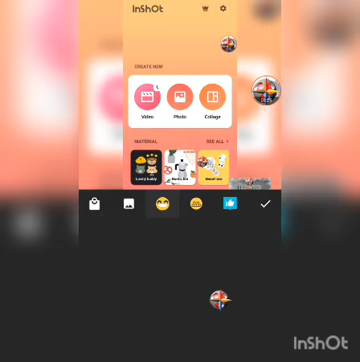 InShOt
CREATE NEW
Video
Photo
Collage
MATERIAL
SEE ALL >
InShOt